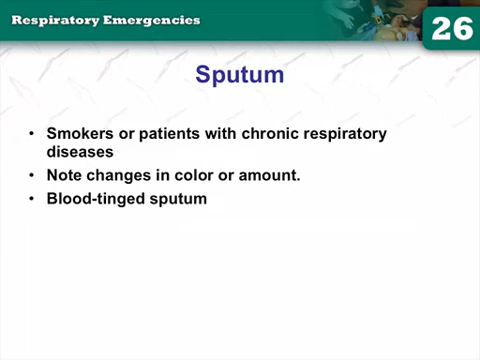 Respiratory Emergencies
26
Sputum
• Smokers or patients with chronic respiratory
diseases
• Note changes in color or amount.
• Blood-tinged sputum